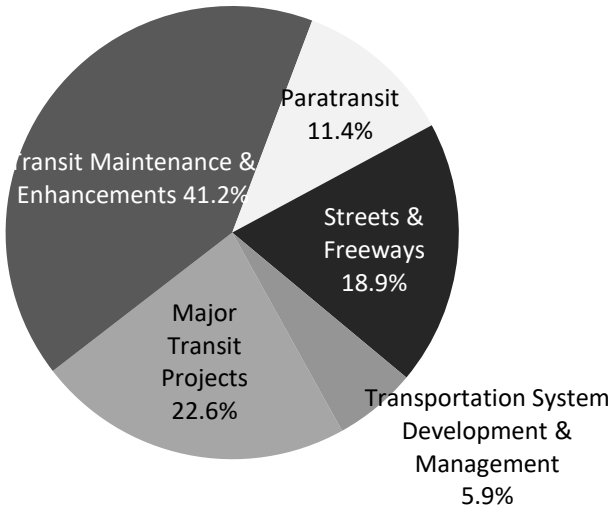 Paratransit
11.4%
Transit Maintenance &
Enhancements 41.2%
Streets &
Freeways
18.9%
Major
Transit
Projects
22.6%
Transportation System
Development &
Management
5.9%